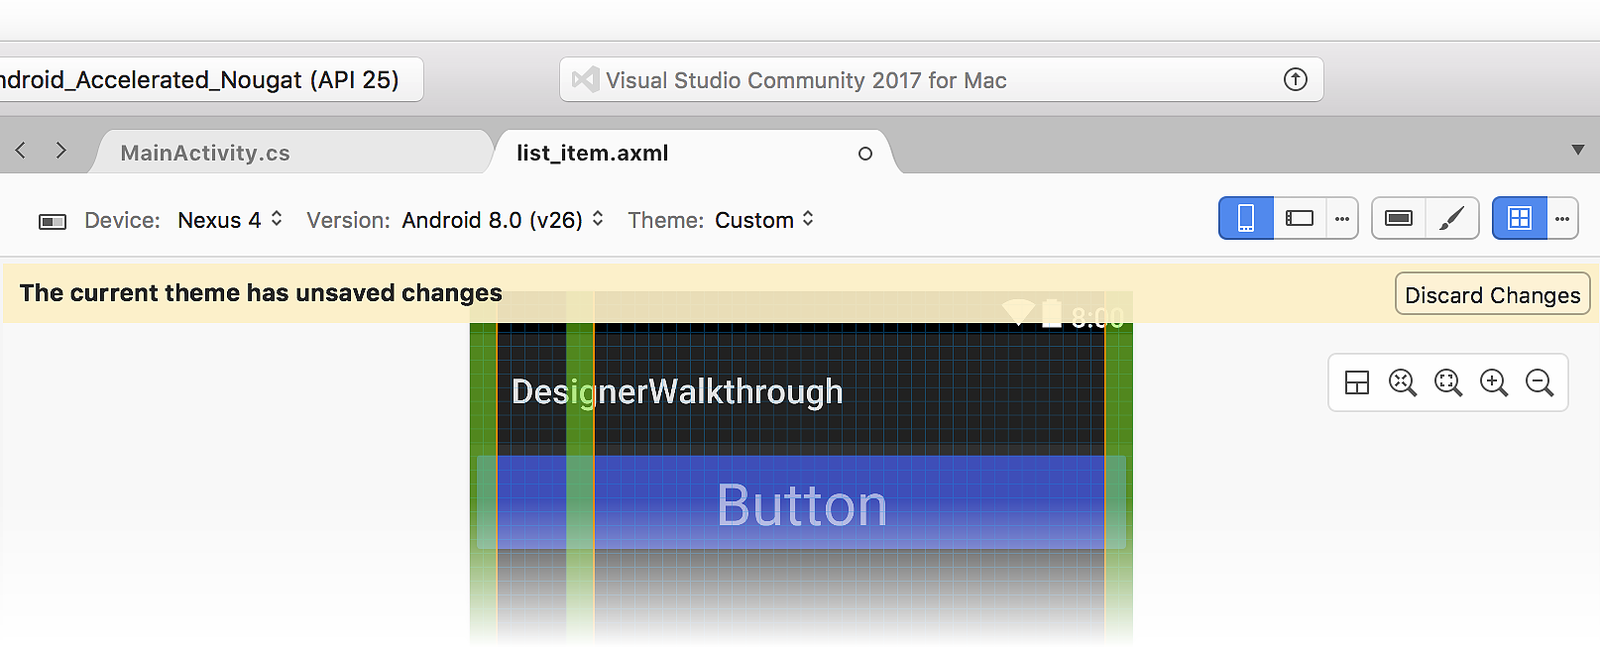 ndroid_Accelerated_Nougat (API 25)
Visual Studio Community 2017 for Mac
MainActivity.cs
list_item.axml
Device: Nexus 4 Version: Android 8.0 (v26) Theme: Custom
The current theme has unsaved changes
Discard Changes
8:00
DesignerWalkthrough
Button